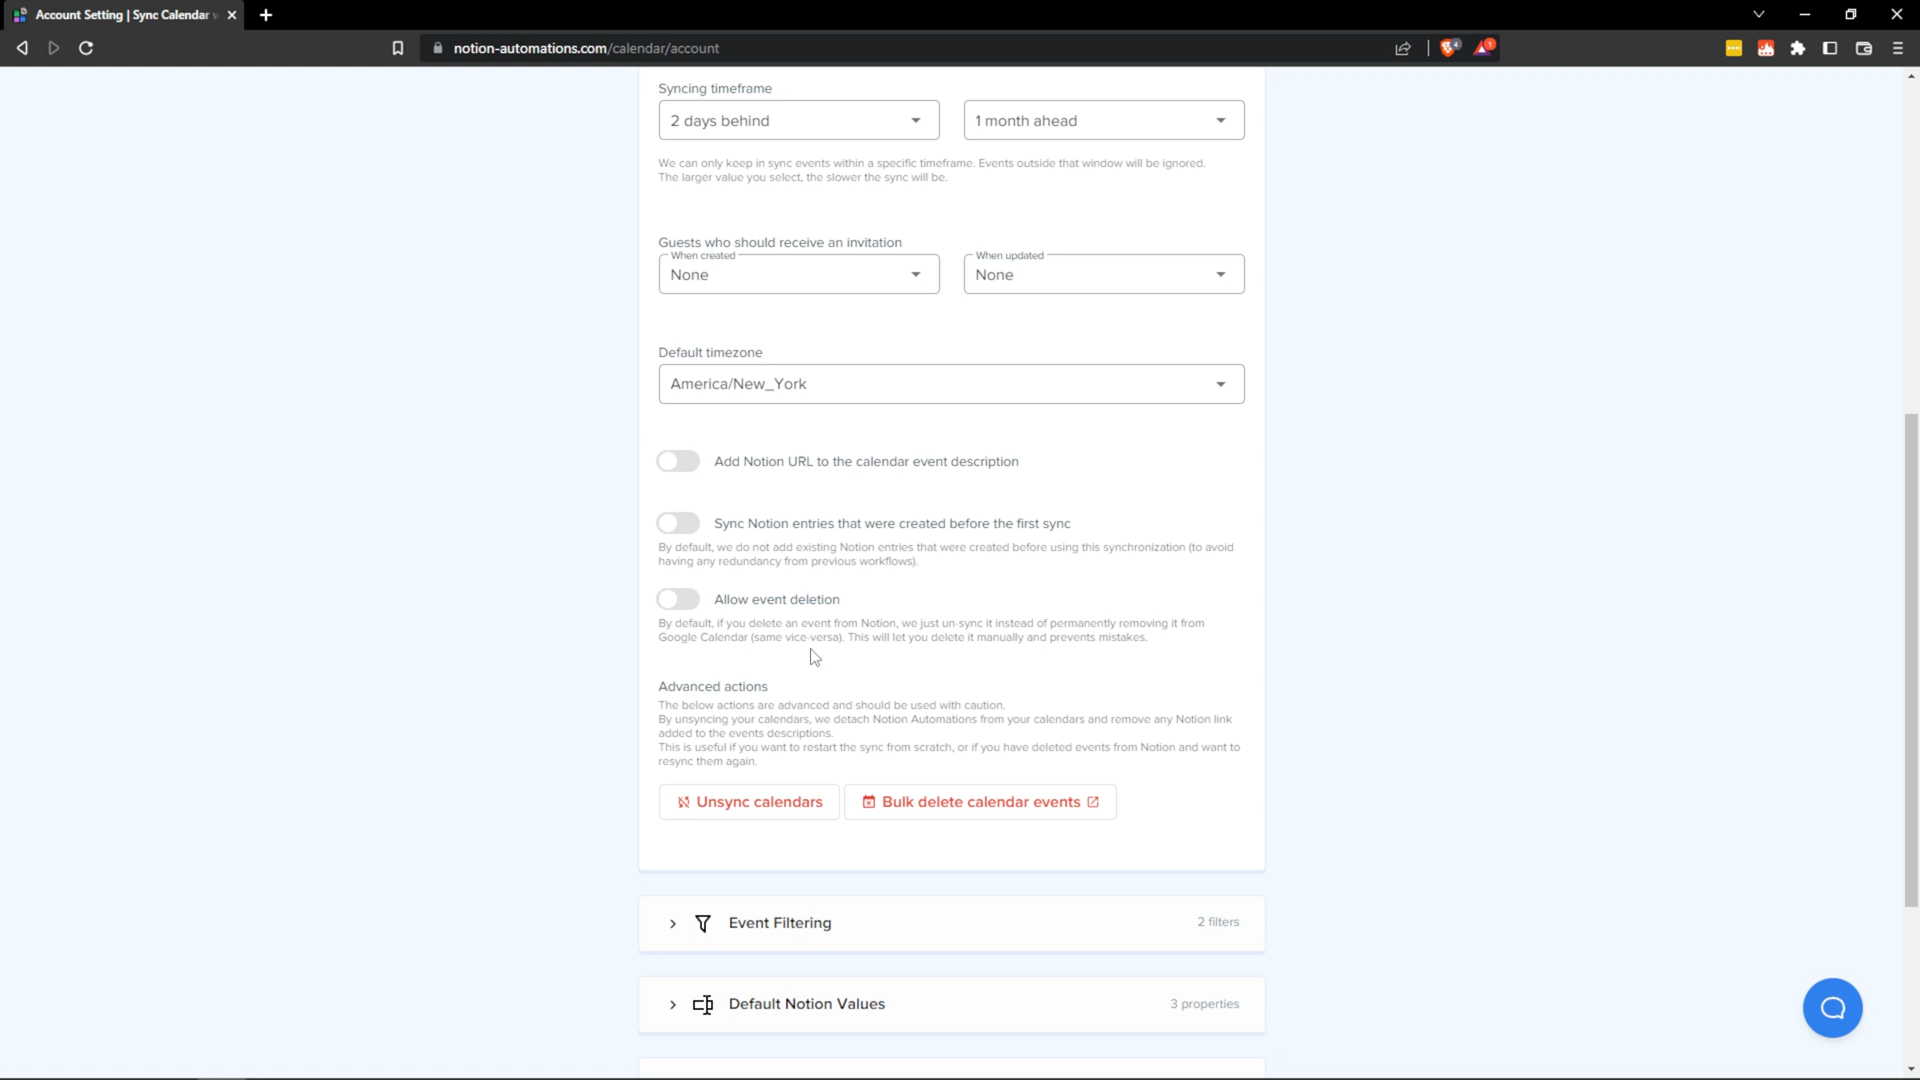 Account Setting | Sync Calendar
notion-automations.com/calendar/account
4
1
Syncing timeframe
2 days behind
1 month ahead
We can only keep in sync events within a specific timeframe. Events outside that window will be ignored.
The larger value you select, the slower the sync will be.
Guests who should receive an invitation
When created
When updated
None
None
Default timezone
America/New_York
Add Notion URL to the calendar event description
Sync Notion entries that were created before the first sync
By default, we do not add existing Notion entries that were created before using this synchronization (to avoid
having any redundancy from previous workflows).
Allow event deletion
By default, if you delete an event from Notion, we just un-sync it instead of permanently removing it from
Google Calendar (same vice-versa). This will let you delete it manually and prevents mistakes.
Advanced actions
The below actions are advanced and should be used with caution.
By unsyncing your calendars, we detach Notion Automations from your calendars and remove any Notion link
added to the events descriptions.
This is useful if you want to restart the sync from scratch, or if you have deleted events from Notion and want to
resync them again.
Unsync calendars
Bulk delete calendar events
Event Filtering
2 filters
Default Notion Values
3 properties